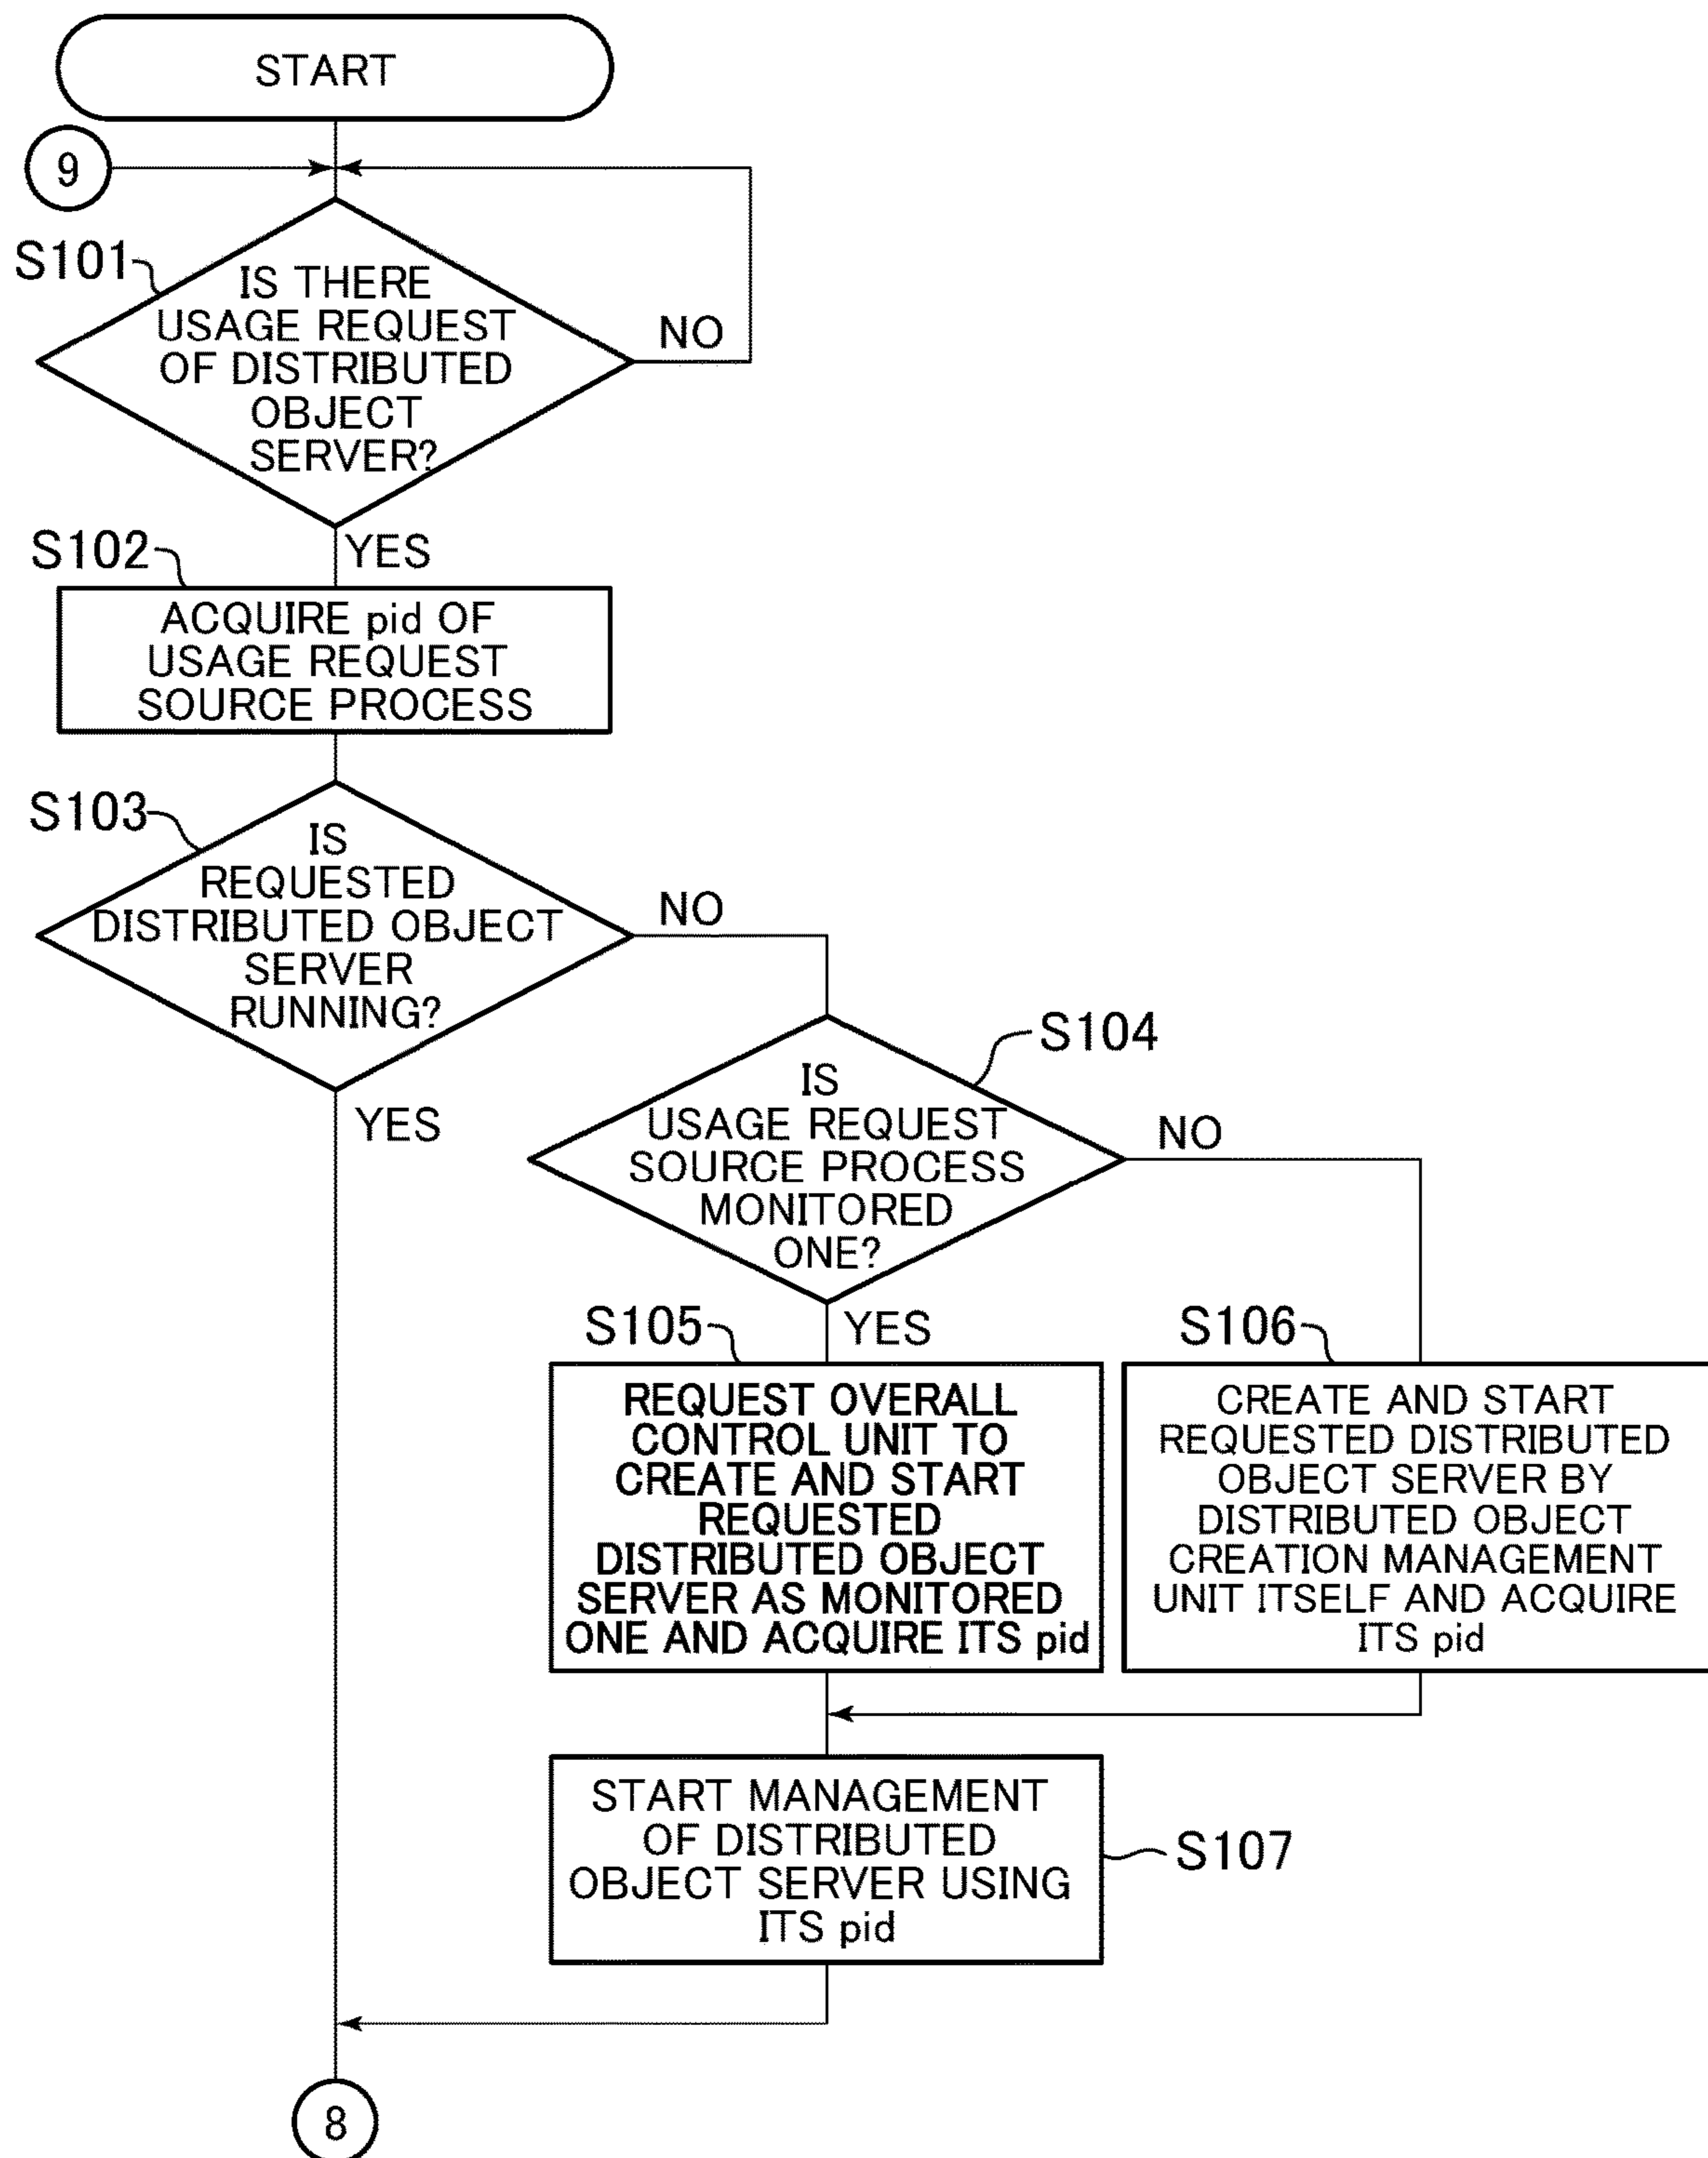 START
9
S101
IS THERE
USAGE REQUEST
OF DISTRIBUTED
OBJECT
SERVER?
NO
YES
S102
ACQUIRE pid OF
USAGE REQUEST
SOURCE PROCESS
S103
IS
REQUESTED
DISTRIBUTED OBJECT
SERVER
RUNNING?
NO
YES
S104
IS
USAGE REQUEST
SOURCE PROCESS
MONITORED
ONE?
NO
YES
S105
REQUEST OVERALL
CONTROL UNIT TO
CREATE AND START
REQUESTED
DISTRIBUTED OBJECT
SERVER AS MONITORED
ONE AND ACQUIRE ITS pid
S106
CREATE AND START
REQUESTED DISTRIBUTED
OBJECT SERVER BY
DISTRIBUTED OBJECT
CREATION MANAGEMENT
UNIT ITSELF AND ACQUIRE
ITS pid
START MANAGEMENT
OF DISTRIBUTED
OBJECT SERVER USING
ITS pid
S107
8